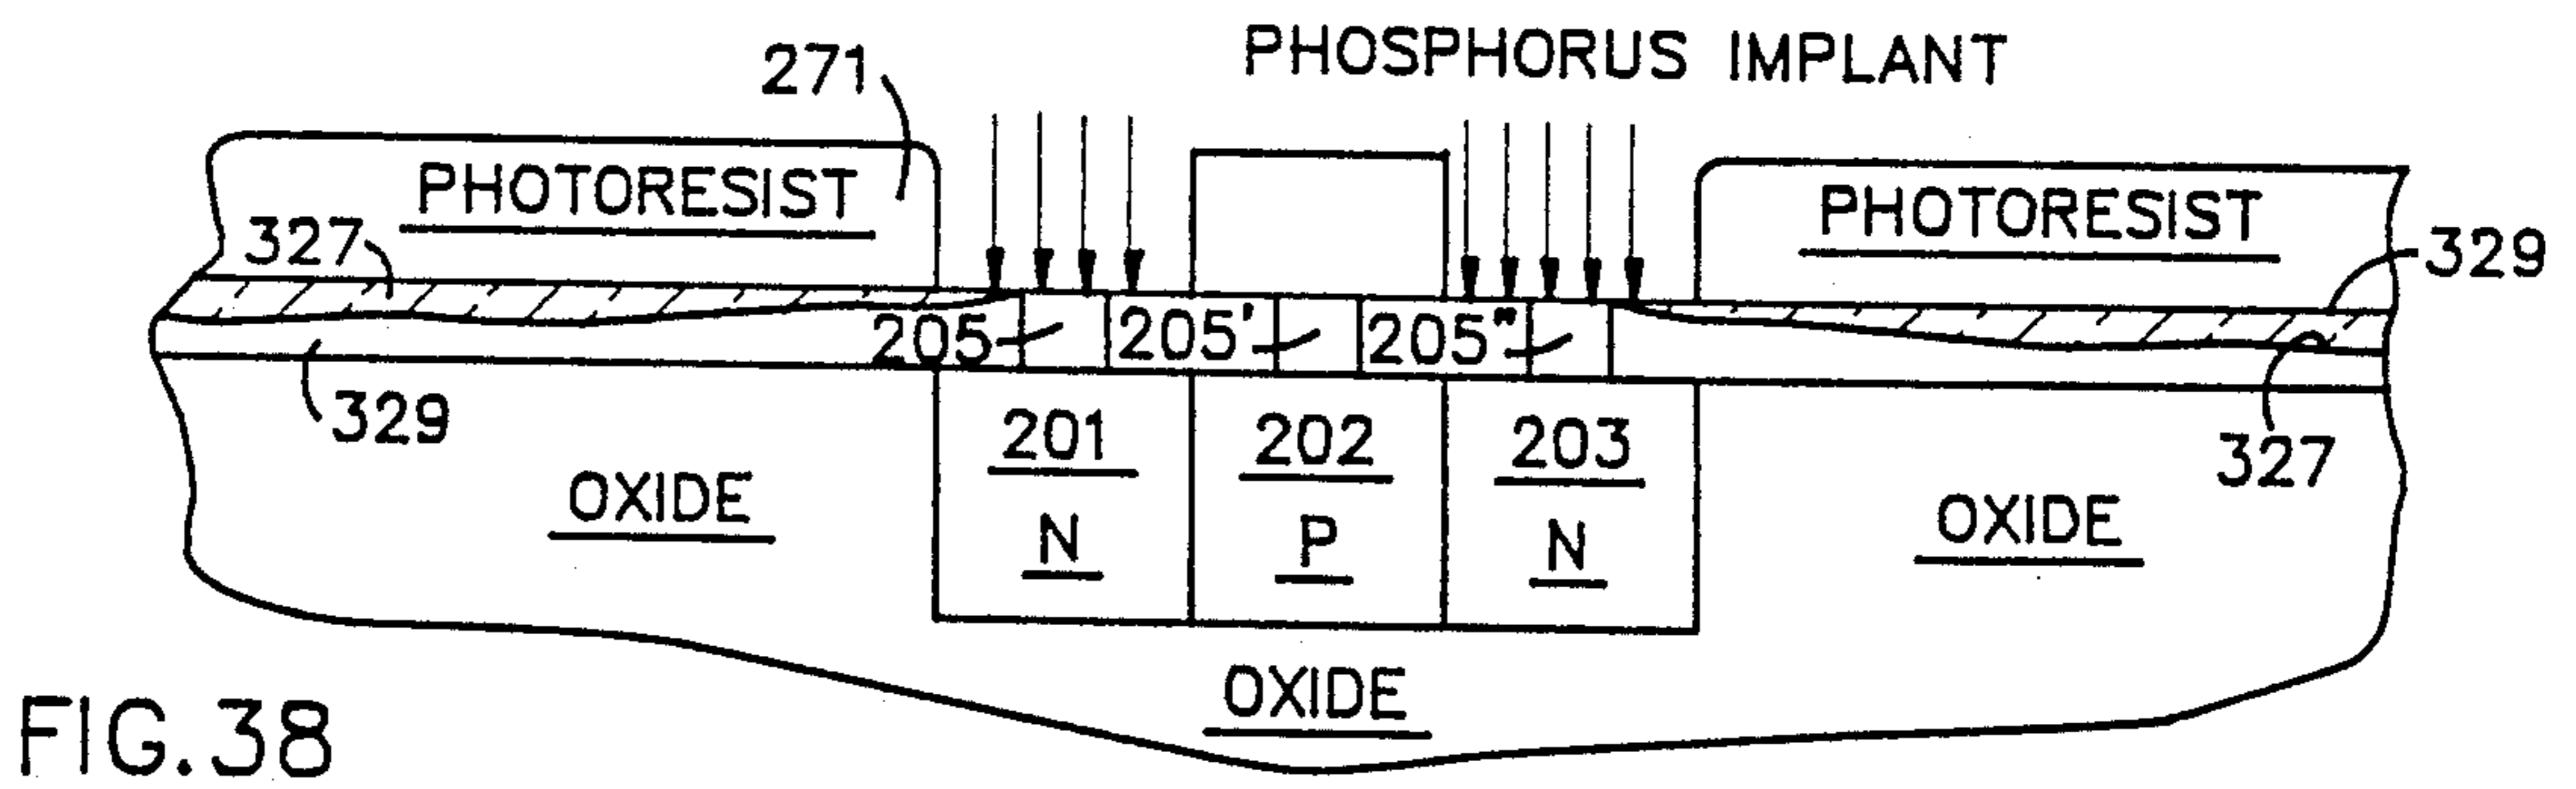 PHOSPHORUS IMPLANT
271
PHOTORESIST
PHOTORESIST
327
329
205
205'
205"
329
327
201
202
203
N
P
N
OXIDE
OXIDE
OXIDE
FIG.38